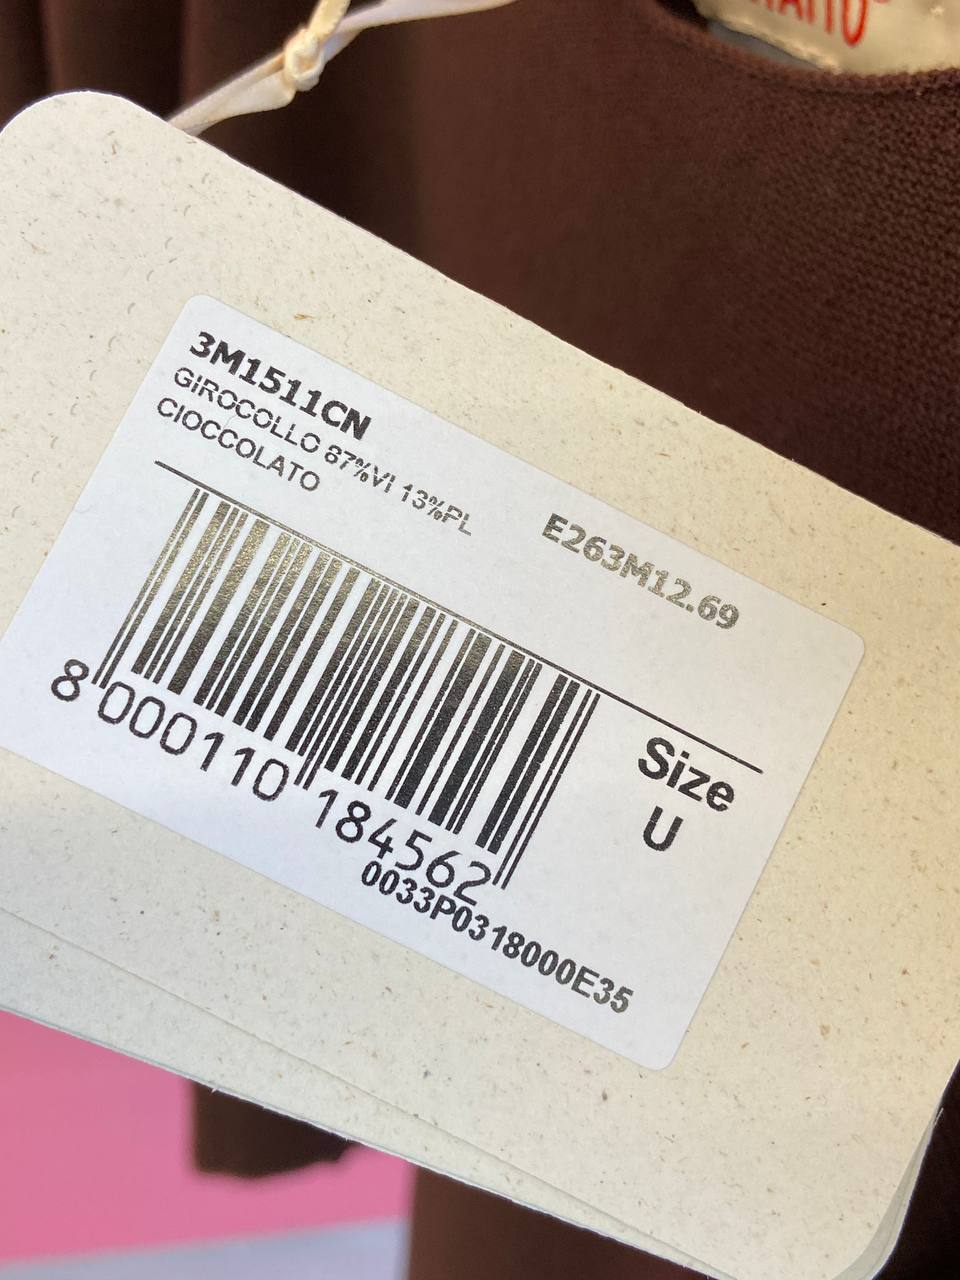 3M1511CN
GIROCOLLO 87%VI 13%PL
CIOCCOLATO
E263M12.69
8 000110 184562
0033P0318000E35
Size
U